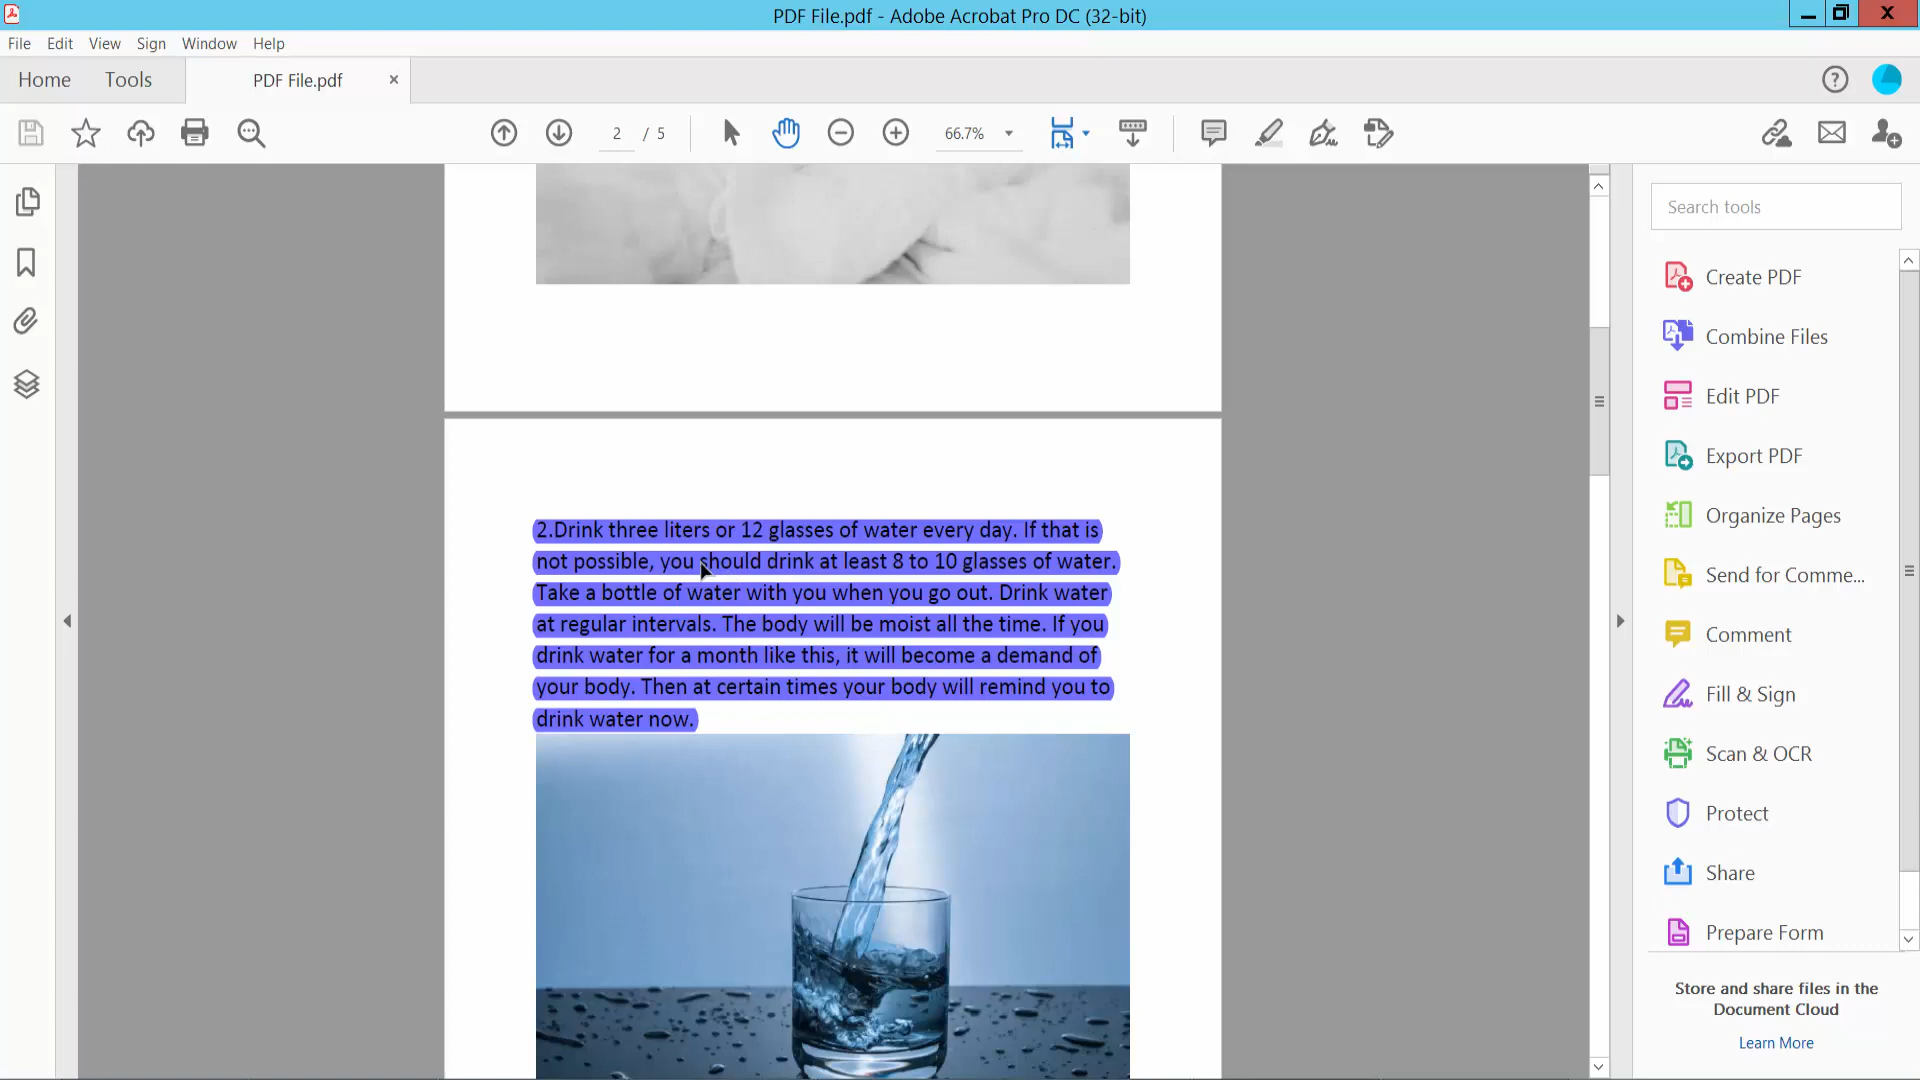 PDF File.pdf - Adobe Acrobat Pro DC (32-bit)
File Edit View Sign Window Help
Home Tools PDF File.pdf ×
2 / 5 66.7%
2.Drink three liters or 12 glasses of water every day. If that is
not possible, you should drink at least 8 to 10 glasses of water.
Take a bottle of water with you when you go out. Drink water
at regular intervals. The body will be moist all the time. If you
drink water for a month like this, it will become a demand of
your body. Then at certain times your body will remind you to
drink water now.
Search tools
Create PDF
Combine Files
Edit PDF
Export PDF
Organize Pages
Send for Comme...
Comment
Fill & Sign
Scan & OCR
Protect
Share
Prepare Form
Store and share files in the
Document Cloud
Learn More